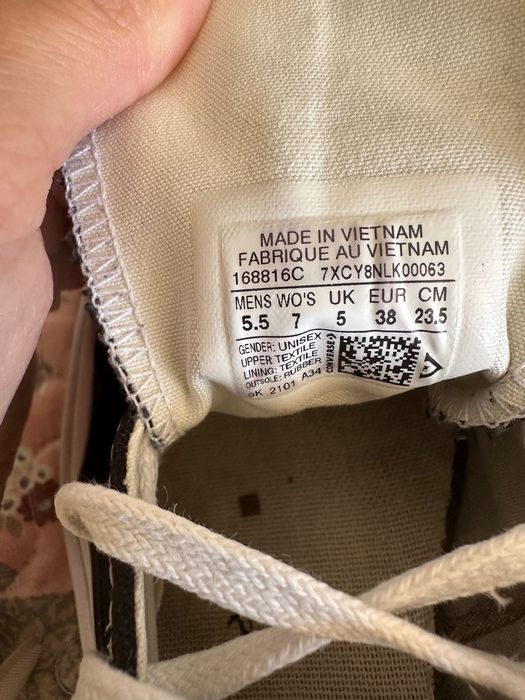 MADE IN VIETNAM
FABRIQUE AU VIETNAM
168816C 7XCY8NLK00063
MENS WO'S UK EUR CM
5.5 7 5 38 23.5
GENDER: UNISEX
UPPER: TEXTILE
LINING: TEXTILE
OUTSOLE: RUBBER
SK 2101 A34
CONVERSE